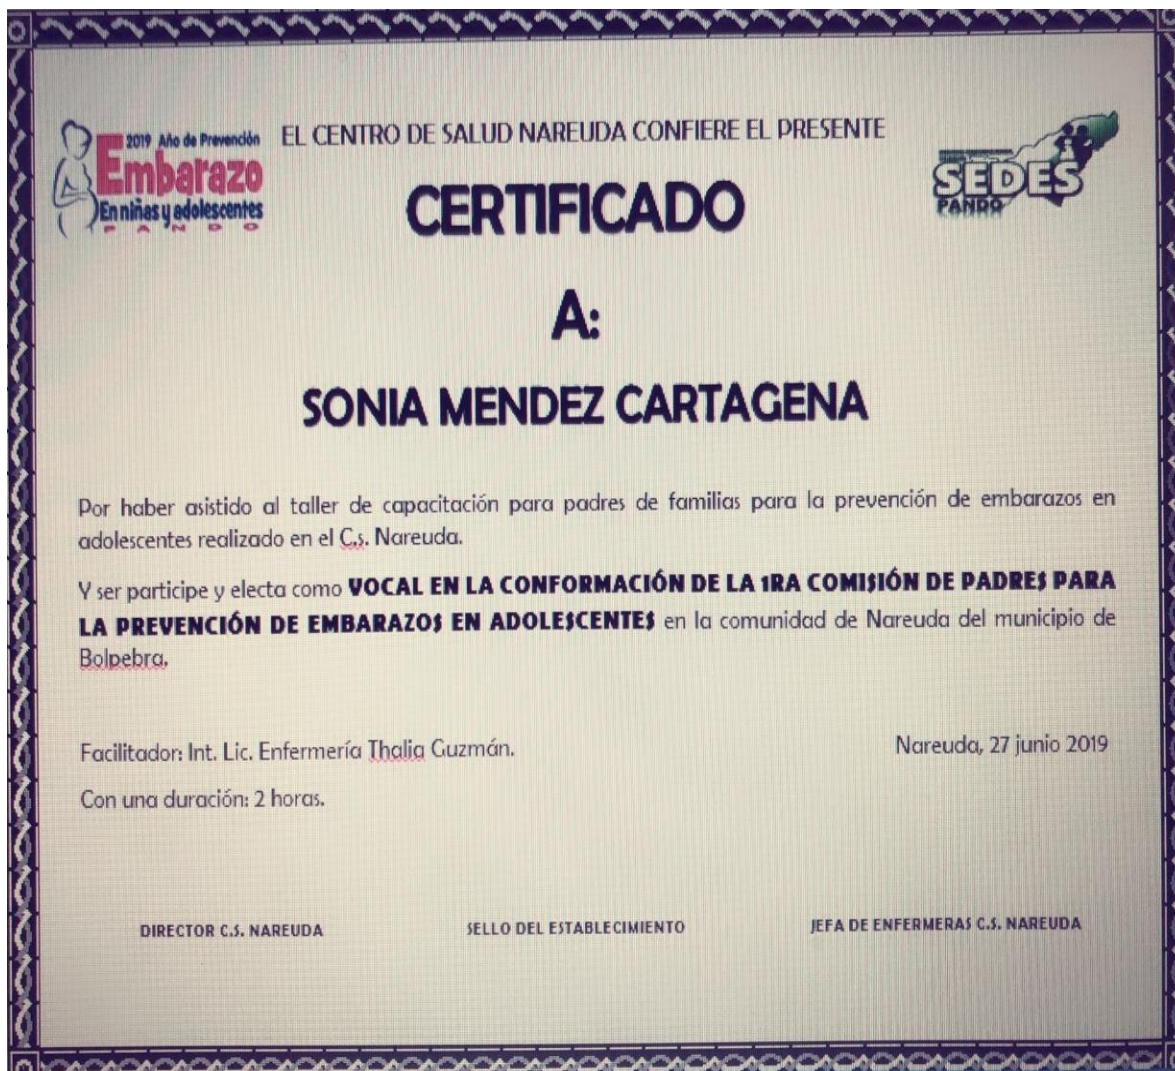 2019 Año de Prevención
Embarazo
En niñas y adolescentes
PANDO
EL CENTRO DE SALUD NAREUDA CONFIERE EL PRESENTE
SEDES
PANDO
CERTIFICADO
A:
SONIA MENDEZ CARTAGENA
Por haber asistido al taller de capacitación para padres de familias para la prevención de embarazos en
adolescentes realizado en el C.s. Nareuda.
Y ser participe y electa como VOCAL EN LA CONFORMACIÓN DE LA 1RA COMISIÓN DE PADRES PARA
LA PREVENCIÓN DE EMBARAZOS EN ADOLESCENTES en la comunidad de Nareuda del municipio de
Bolpebra.
Facilitador: Int. Lic. Enfermería Thalia Guzmán.
Nareuda, 27 junio 2019
Con una duración: 2 horas.
DIRECTOR C.S. NAREUDA
SELLO DEL ESTABLECIMIENTO
JEFA DE ENFERMERAS C.S. NAREUDA